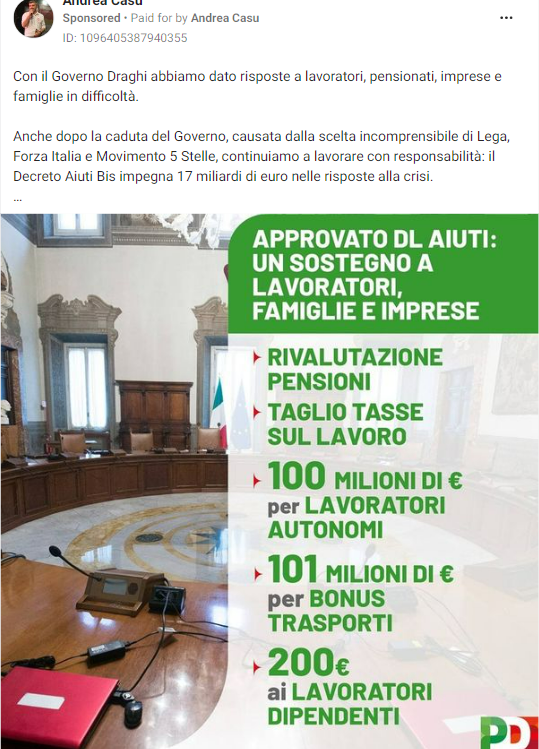 Andrea Casu
Sponsored • Paid for by Andrea Casu
ID: 1096405387940355
Con il Governo Draghi abbiamo dato risposte a lavoratori, pensionati, imprese e
famiglie in difficoltà.
Anche dopo la caduta del Governo, causata dalla scelta incomprensibile di Lega,
Forza Italia e Movimento 5 Stelle, continuiamo a lavorare con responsabilità: il
Decreto Aiuti Bis impegna 17 miliardi di euro nelle risposte alla crisi.
...
APPROVATO DL AIUTI:
UN SOSTEGNO A
LAVORATORI,
FAMIGLIE E IMPRESE
RIVALUTAZIONE
PENSIONI
TAGLIO TASSE
SUL LAVORO
100 MILIONI DI €
per LAVORATORI
AUTONOMI
101 MILIONI DI €
per BONUS
TRASPORTI
200€
ai LAVORATORI
DIPENDENTI
PD